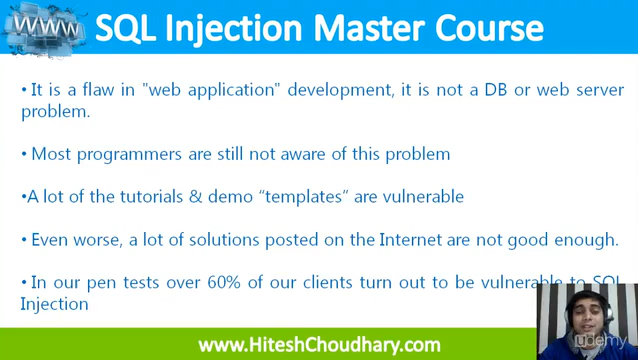 WWW
SQL Injection Master Course
• It is a flaw in "web application" development, it is not a DB or web server
problem.
• Most programmers are still not aware of this problem
•A lot of the tutorials & demo “templates” are vulnerable
• Even worse, a lot of solutions posted on the Internet are not good enough.
• In our pen tests over 60% of our clients turn out to be vulnerable to SQL
Injection
ûdemy
www.HiteshChoudhary.com